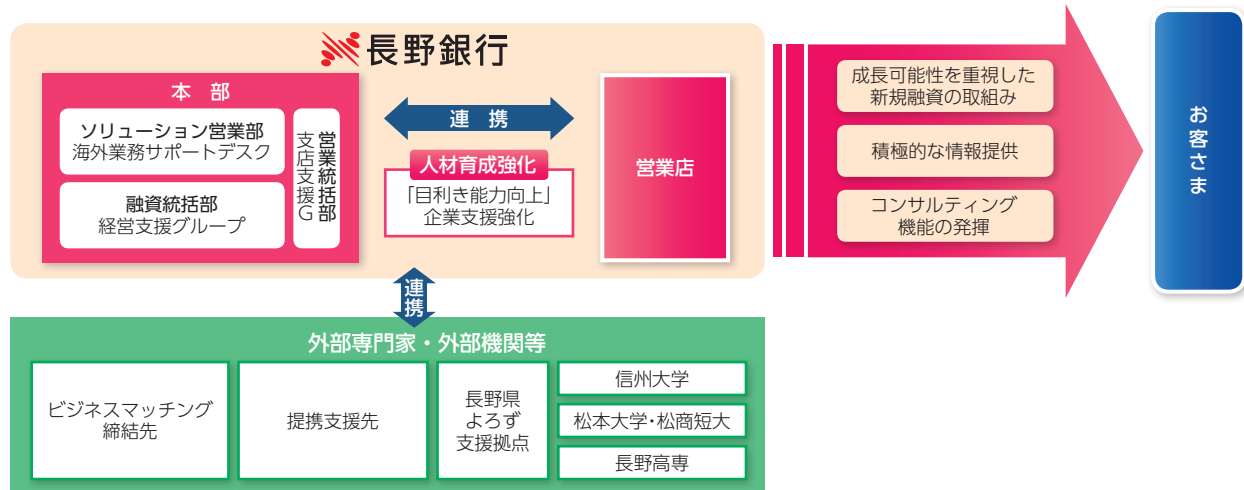 長野銀行
本部
ソリューション営業部
海外業務サポートデスク
融資統括部
経営支援グループ
営業統括部
支店支援G
連携
人材育成強化
「目利き能力向上」
企業支援強化
営業店
成長可能性を重視した
新規融資の取組み
積極的な情報提供
コンサルティング
機能の発揮
お客さま
連携
外部専門家・外部機関等
ビジネスマッチング
締結先
提携支援先
長野県
よろず
支援拠点
信州大学
松本大学・松商短大
長野高専